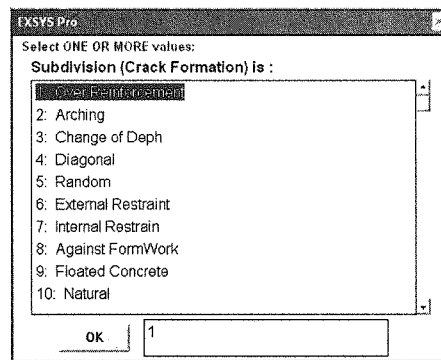 EXSYS Pro
Select ONE OR MORE values:
Subdivision (Crack Formation) is :
1: Over Reinforcement
2: Arching
3: Change of Deph
4: Diagonal
5: Random
6: External Restraint
7: Internal Restrain
8: Against FormWork
9: Floated Concrete
10: Natural
OK
1